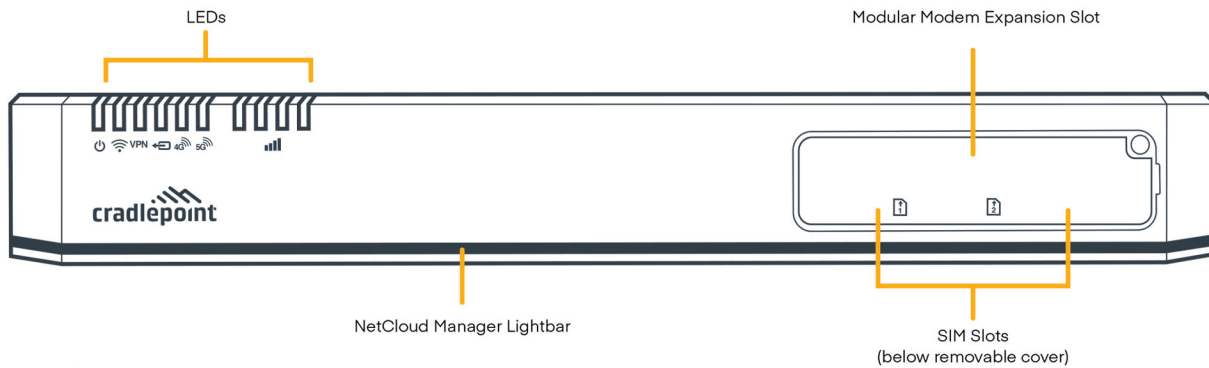 LEDs
Modular Modem Expansion Slot
VPN
4G
5G
cradlepoint
1
2
NetCloud Manager Lightbar
SIM Slots
(below removable cover)